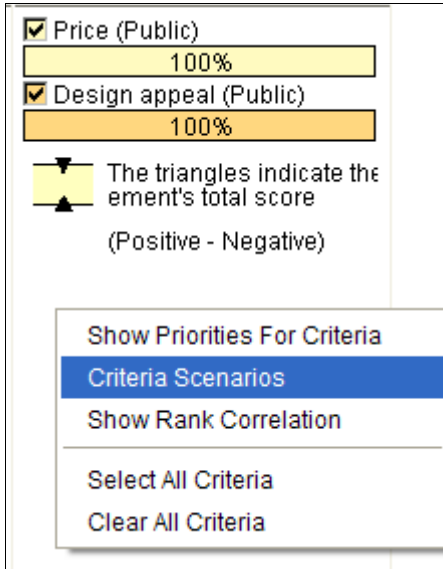 Price (Public)
100%
Design appeal (Public)
100%
The triangles indicate the
ement's total score
(Positive - Negative)
Show Priorities For Criteria
Criteria Scenarios
Show Rank Correlation
Select All Criteria
Clear All Criteria